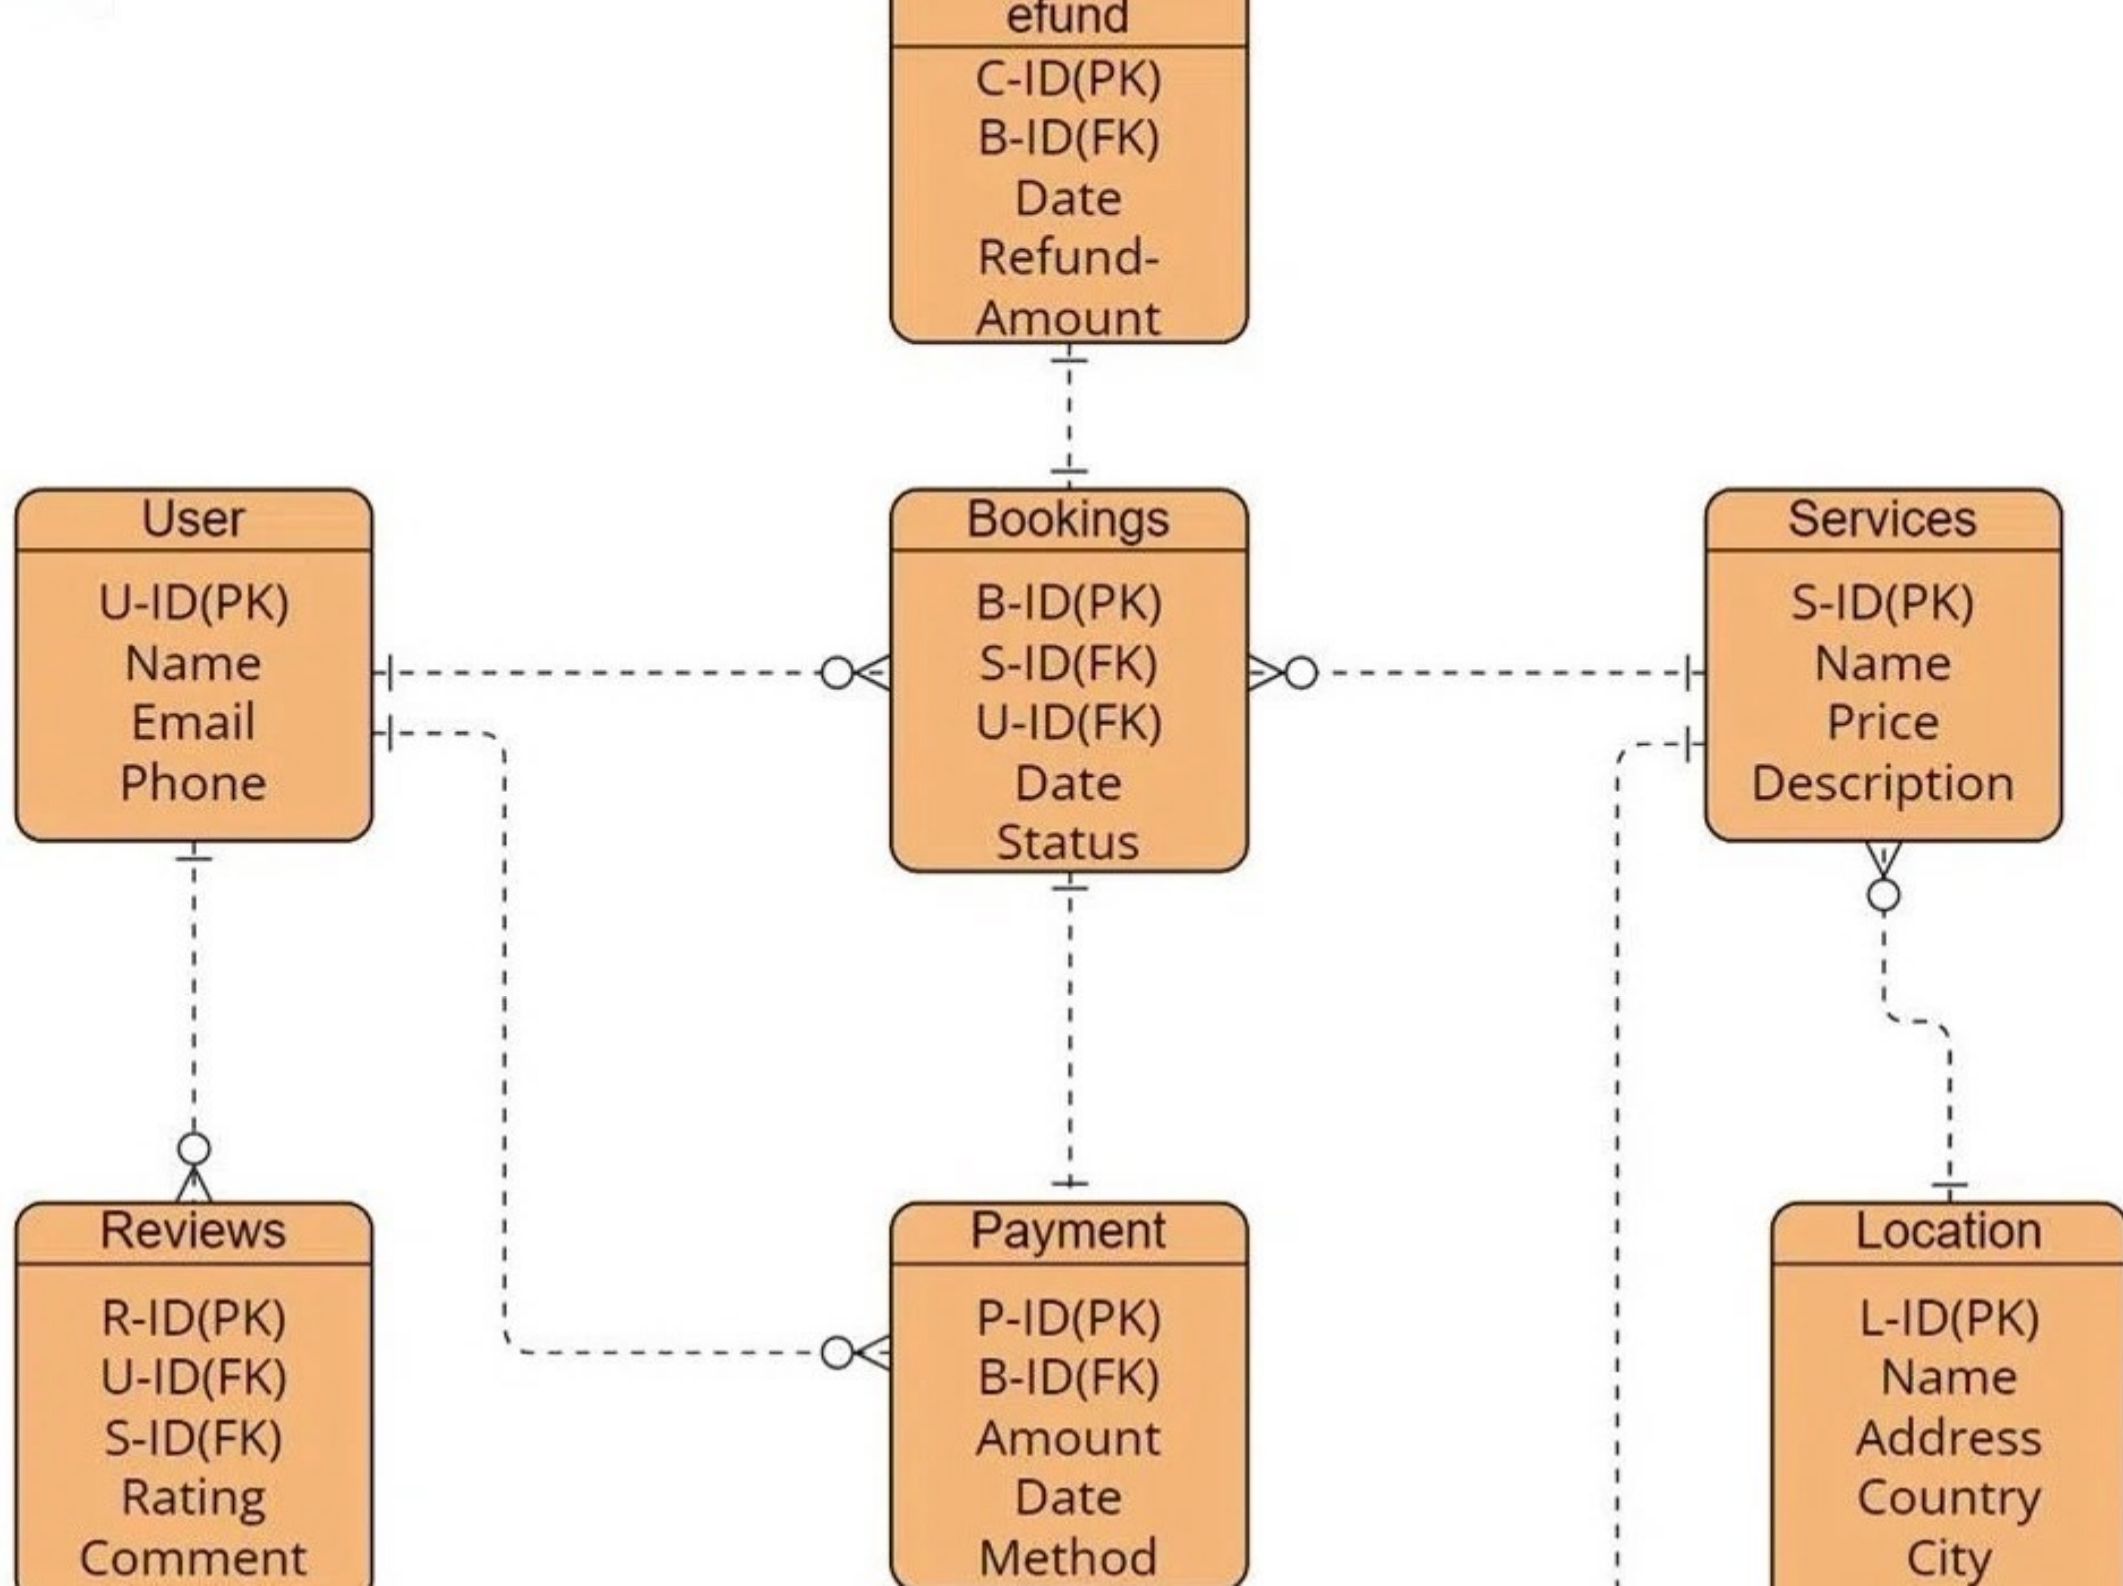 efund
C-ID(PK)
B-ID(FK)
Date
Refund-
Amount
User
U-ID(PK)
Name
Email
Phone
Bookings
B-ID(PK)
S-ID(FK)
U-ID(FK)
Date
Status
Services
S-ID(PK)
Name
Price
Description
Reviews
R-ID(PK)
U-ID(FK)
S-ID(FK)
Rating
Comment
Payment
P-ID(PK)
B-ID(FK)
Amount
Date
Method
Location
L-ID(PK)
Name
Address
Country
City